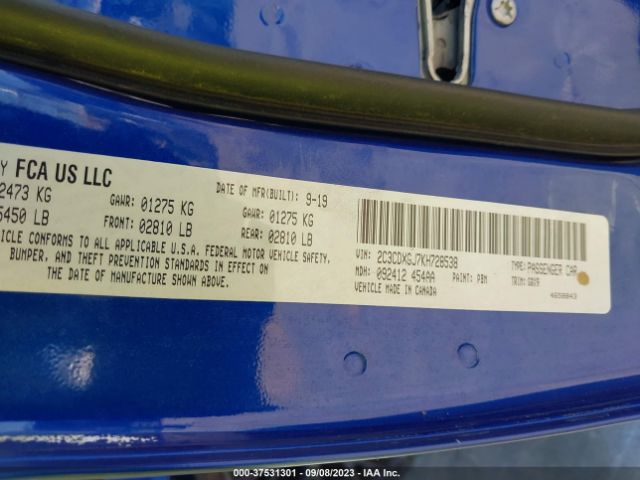 Y FCA US LLC
DATE OF MFR(BUILT): 9-19
2473 KG GAWR: 01275 KG GAWR: 01275 KG
5450 LB FRONT: 02810 LB REAR: 02810 LB
HICLE CONFORMS TO ALL APPLICABLE U.S.A. FEDERAL MOTOR VEHICLE SAFETY,
BUMPER, AND THEFT PREVENTION STANDARDS IN EFFECT ON
THE DATE OF MANUFACTURE SHOWN ABOVE.
VIN: 2C3CDXGJ7KH728538 TYPE: PASSENGER CAR
MDH: 092412 454AA PAINT: PBM TRIM: GBX9
VEHICLE MADE IN CANADA
000-37531301 - 09/08/2023 - IAA Inc.